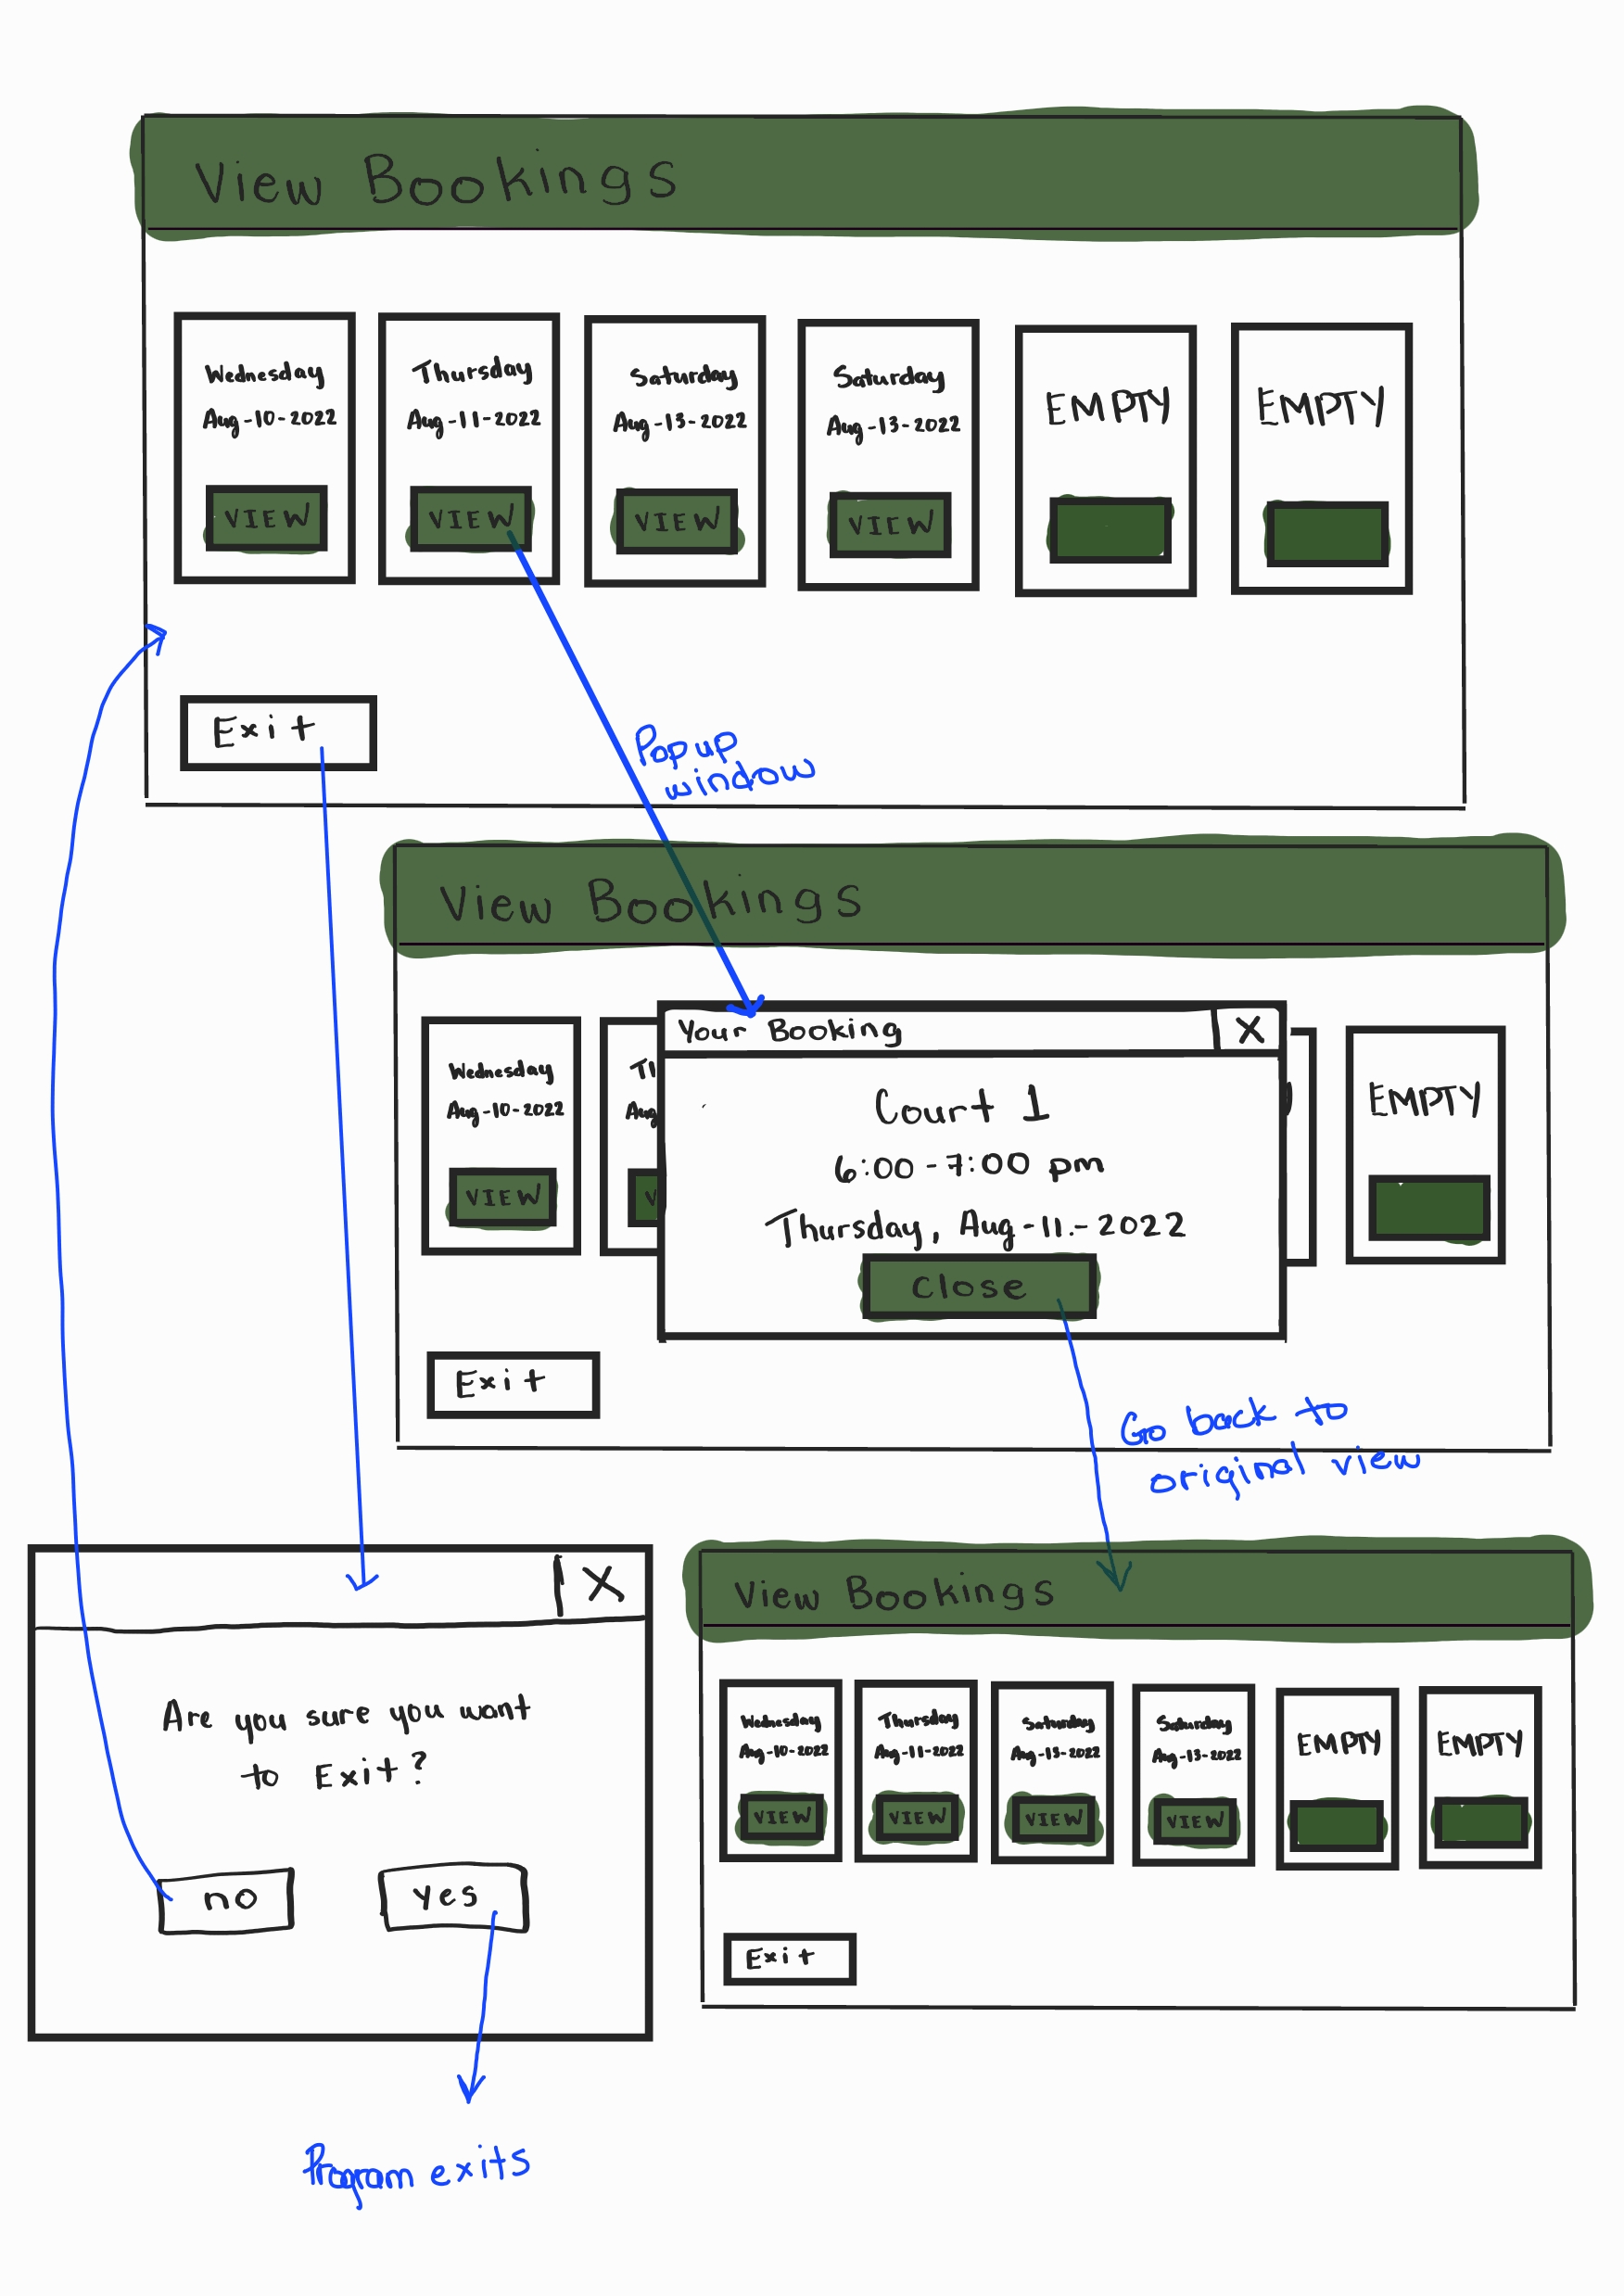 View Bookings
Wednesday
Aug-10-2022
VIEW
Thursday
Aug-11-2022
VIEW
Saturday
Aug-13-2022
VIEW
Saturday
Aug-13-2022
VIEW
EMPTY
EMPTY
Exit
Popup
window
View Bookings
Wednesday
Aug-10-2022
VIEW
Th
Aug
V
Your Booking
X
Court 1
6:00-7:00 pm
Thursday, Aug-11.-2022
Close
EMPTY
Exit
Go back to
original view
X
Are you sure you want
to Exit?
no
yes
Program exits
View Bookings
Wednesday
Aug-10-2022
VIEW
Thursday
Aug-11-2022
VIEW
Saturday
Aug-13-2022
VIEW
Saturday
Aug-13-2022
VIEW
EMPTY
EMPTY
Exit